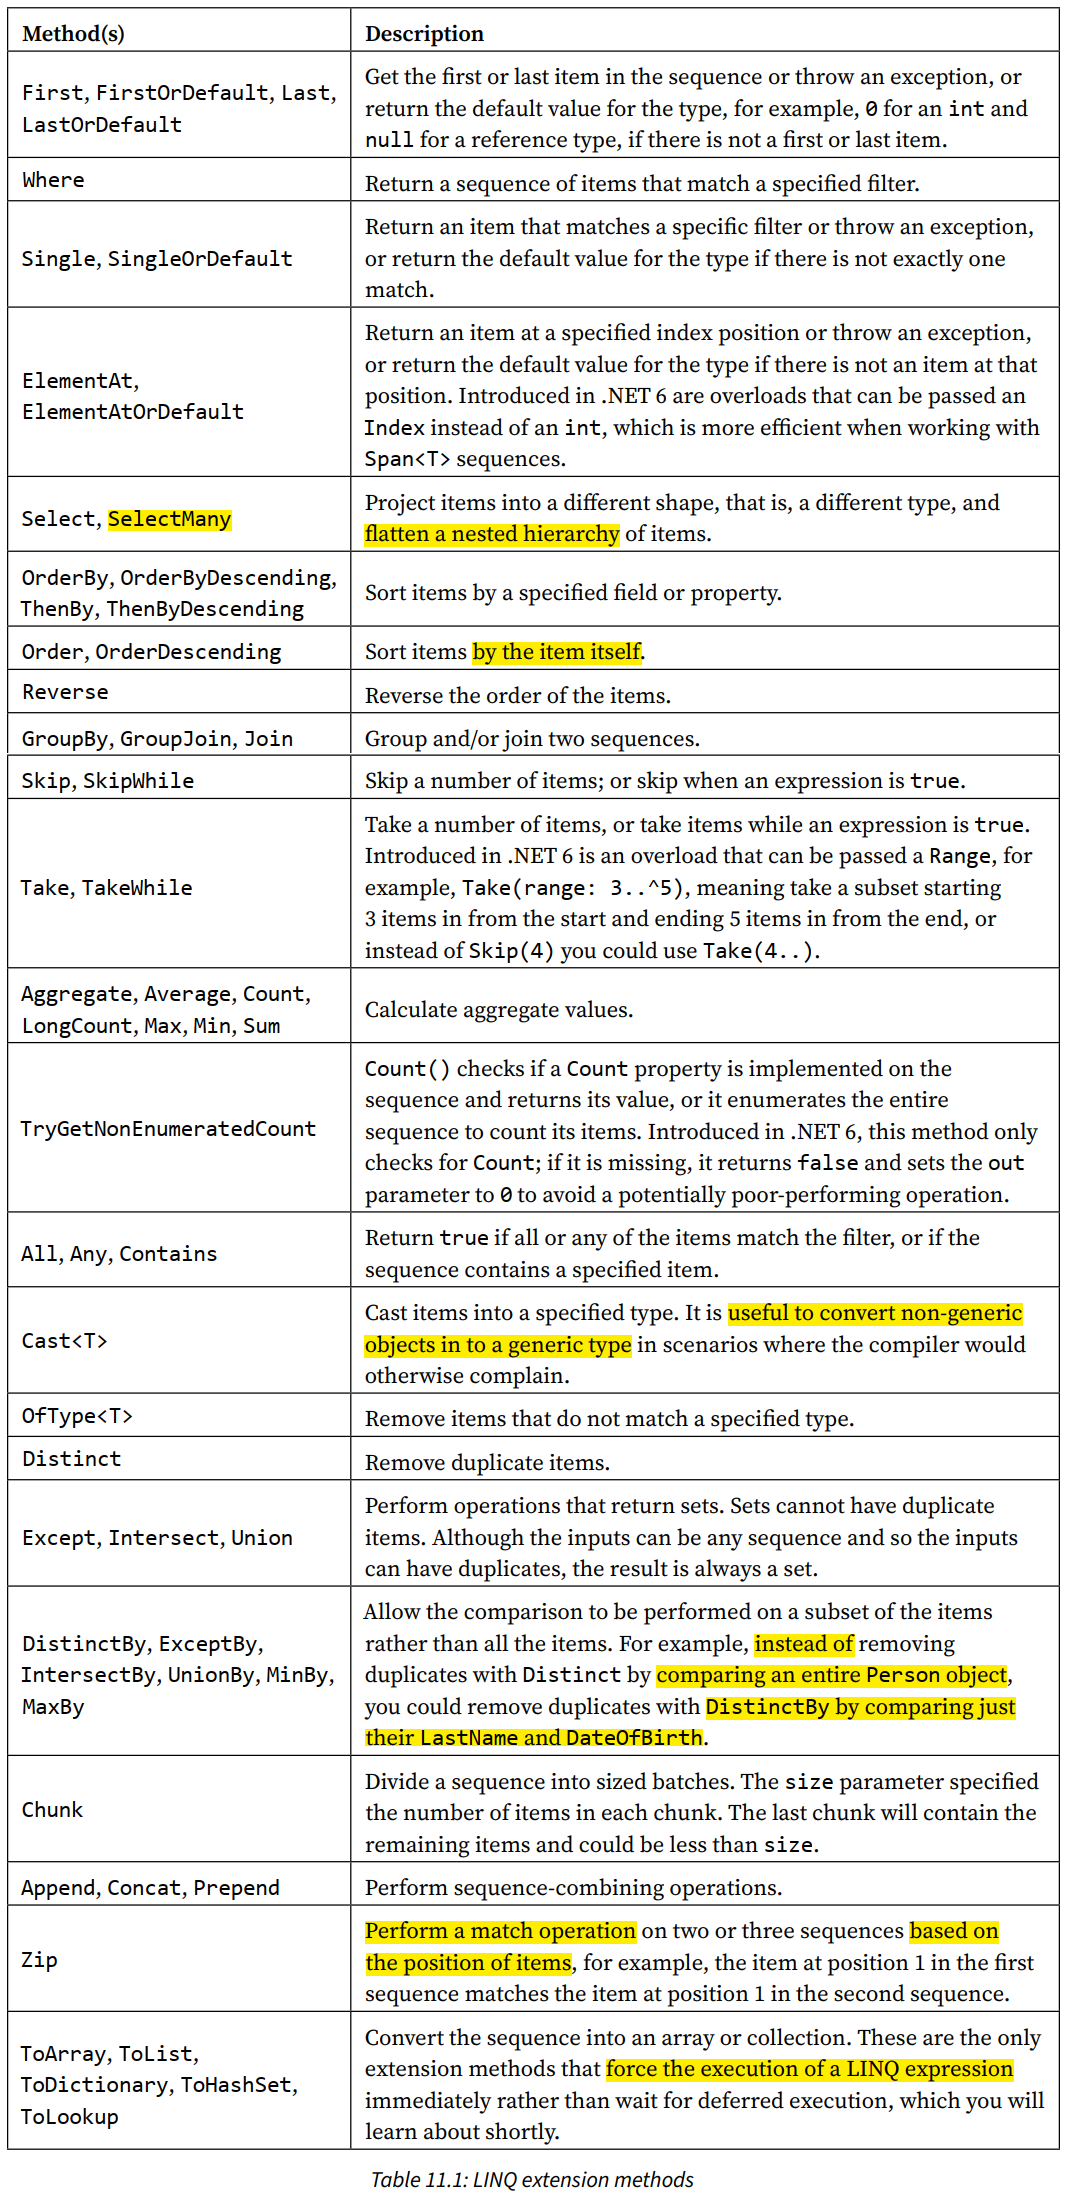 Method(s)
Description
First, FirstOrDefault, Last,
LastOrDefault
Get the first or last item in the sequence or throw an exception, or
return the default value for the type, for example, 0 for an int and
null for a reference type, if there is not a first or last item.
Where
Return a sequence of items that match a specified filter.
Single, SingleOrDefault
Return an item that matches a specific filter or throw an exception,
or return the default value for the type if there is not exactly one
match.
ElementAt,
ElementAtOrDefault
Return an item at a specified index position or throw an exception,
or return the default value for the type if there is not an item at that
position. Introduced in .NET 6 are overloads that can be passed an
Index instead of an int, which is more efficient when working with
Span<T> sequences.
Select, SelectMany
Project items into a different shape, that is, a different type, and
flatten a nested hierarchy of items.
OrderBy, OrderByDescending,
ThenBy, ThenByDescending
Sort items by a specified field or property.
Order, OrderDescending
Sort items by the item itself.
Reverse
Reverse the order of the items.
GroupBy, GroupJoin, Join
Group and/or join two sequences.
Skip, SkipWhile
Skip a number of items; or skip when an expression is true.
Take, TakeWhile
Take a number of items, or take items while an expression is true.
Introduced in .NET 6 is an overload that can be passed a Range, for
example, Take(range: 3..^5), meaning take a subset starting
3 items in from the start and ending 5 items in from the end, or
instead of Skip(4) you could use Take(4..).
Aggregate, Average, Count,
LongCount, Max, Min, Sum
Calculate aggregate values.
TryGetNonEnumeratedCount
Count() checks if a Count property is implemented on the
sequence and returns its value, or it enumerates the entire
sequence to count its items. Introduced in .NET 6, this method only
checks for Count; if it is missing, it returns false and sets the out
parameter to 0 to avoid a potentially poor-performing operation.
All, Any, Contains
Return true if all or any of the items match the filter, or if the
sequence contains a specified item.
Cast<T>
Cast items into a specified type. It is useful to convert non-generic
objects in to a generic type in scenarios where the compiler would
otherwise complain.
OfType<T>
Remove items that do not match a specified type.
Distinct
Remove duplicate items.
Except, Intersect, Union
Perform operations that return sets. Sets cannot have duplicate
items. Although the inputs can be any sequence and so the inputs
can have duplicates, the result is always a set.
DistinctBy, ExceptBy,
IntersectBy, UnionBy, MinBy,
MaxBy
Allow the comparison to be performed on a subset of the items
rather than all the items. For example, instead of removing
duplicates with Distinct by comparing an entire Person object,
you could remove duplicates with DistinctBy by comparing just
their LastName and DateOfBirth.
Chunk
Divide a sequence into sized batches. The size parameter specified
the number of items in each chunk. The last chunk will contain the
remaining items and could be less than size.
Append, Concat, Prepend
Perform sequence-combining operations.
Zip
Perform a match operation on two or three sequences based on
the position of items, for example, the item at position 1 in the first
sequence matches the item at position 1 in the second sequence.
ToArray, ToList,
ToDictionary, ToHashSet,
ToLookup
Convert the sequence into an array or collection. These are the only
extension methods that force the execution of a LINQ expression
immediately rather than wait for deferred execution, which you will
learn about shortly.
Table 11.1: LINQ extension methods